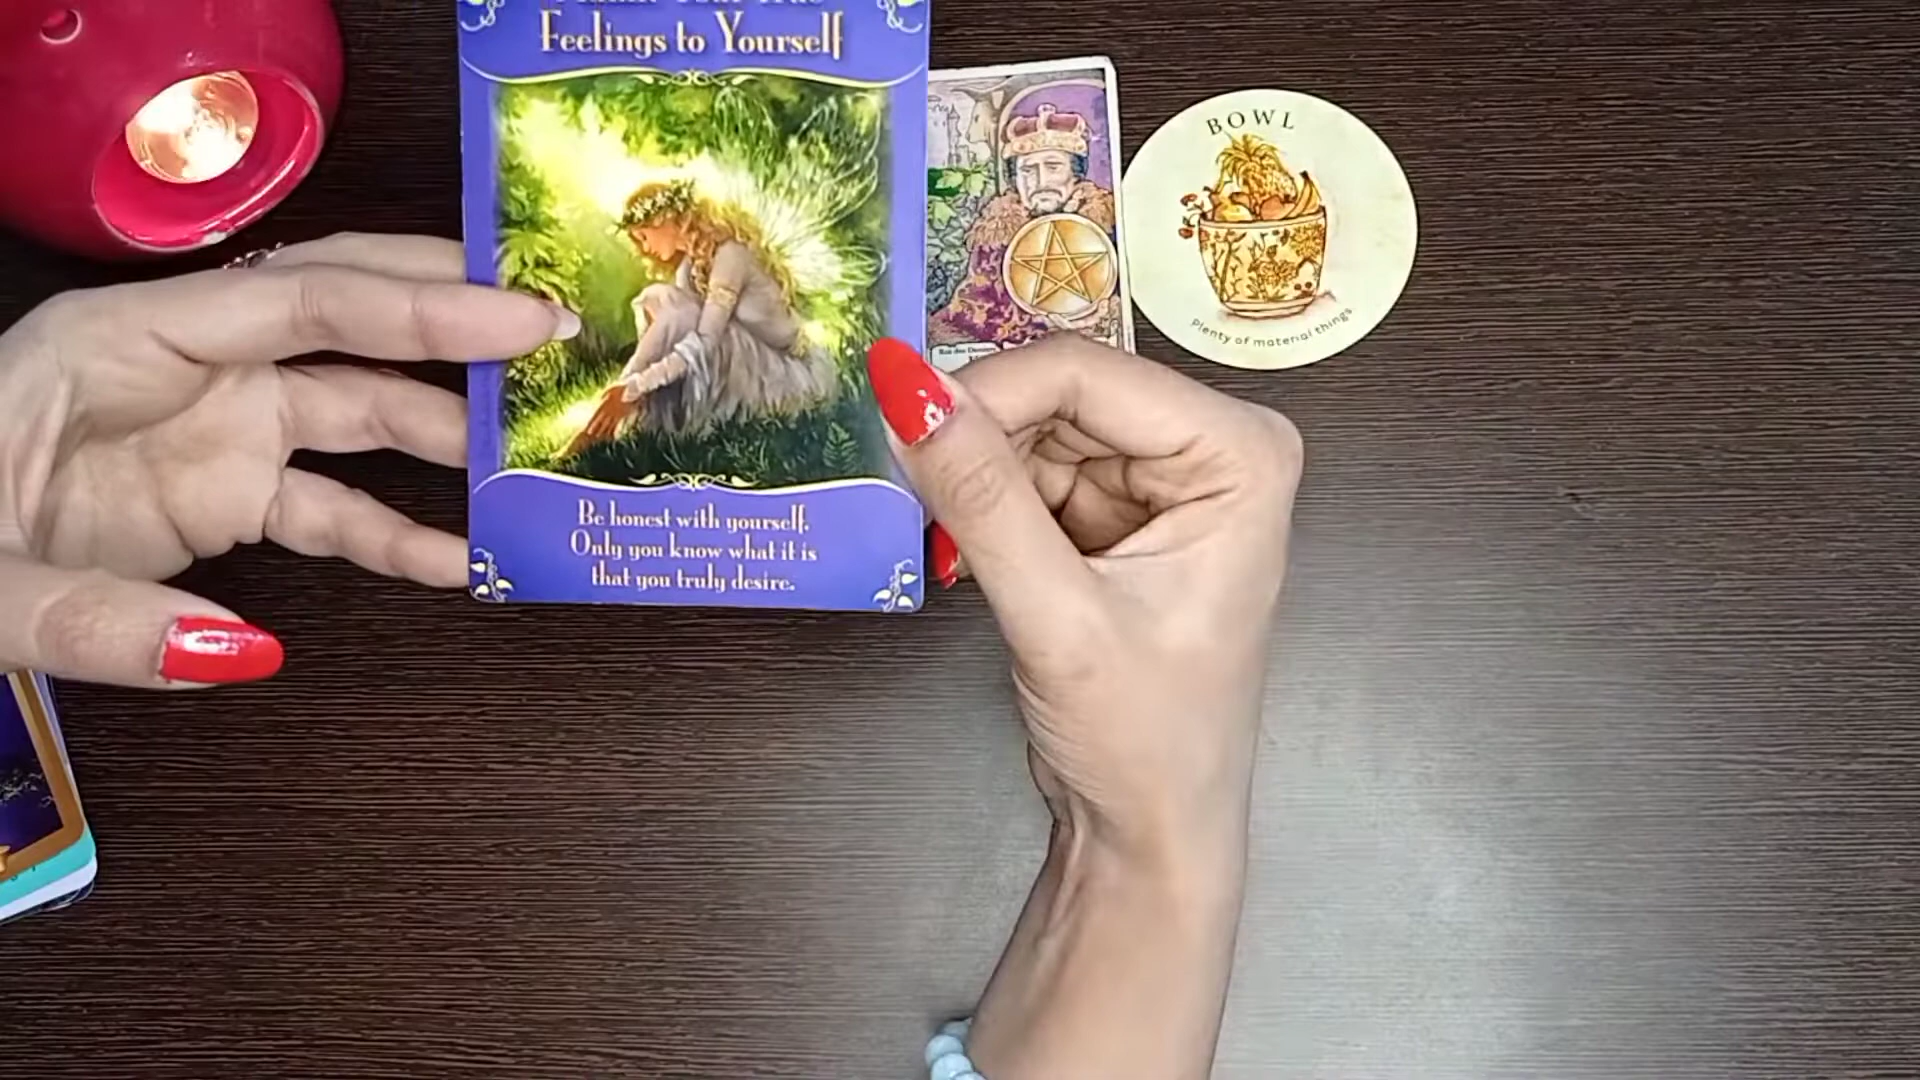 Feelings to Yourself
Be honest with yourself.
Only you know what it is
that you truly desire.
BOWL
Plenty of material things